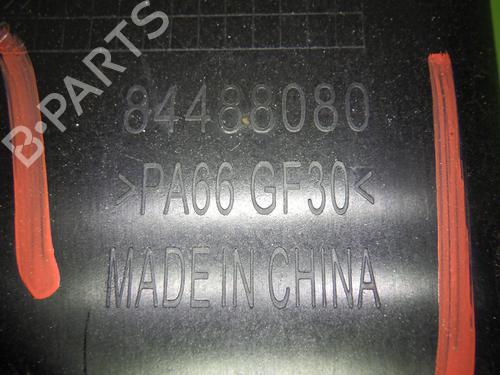 B-PARTS
84488080
>PA66 GF30<
MADE IN CHINA